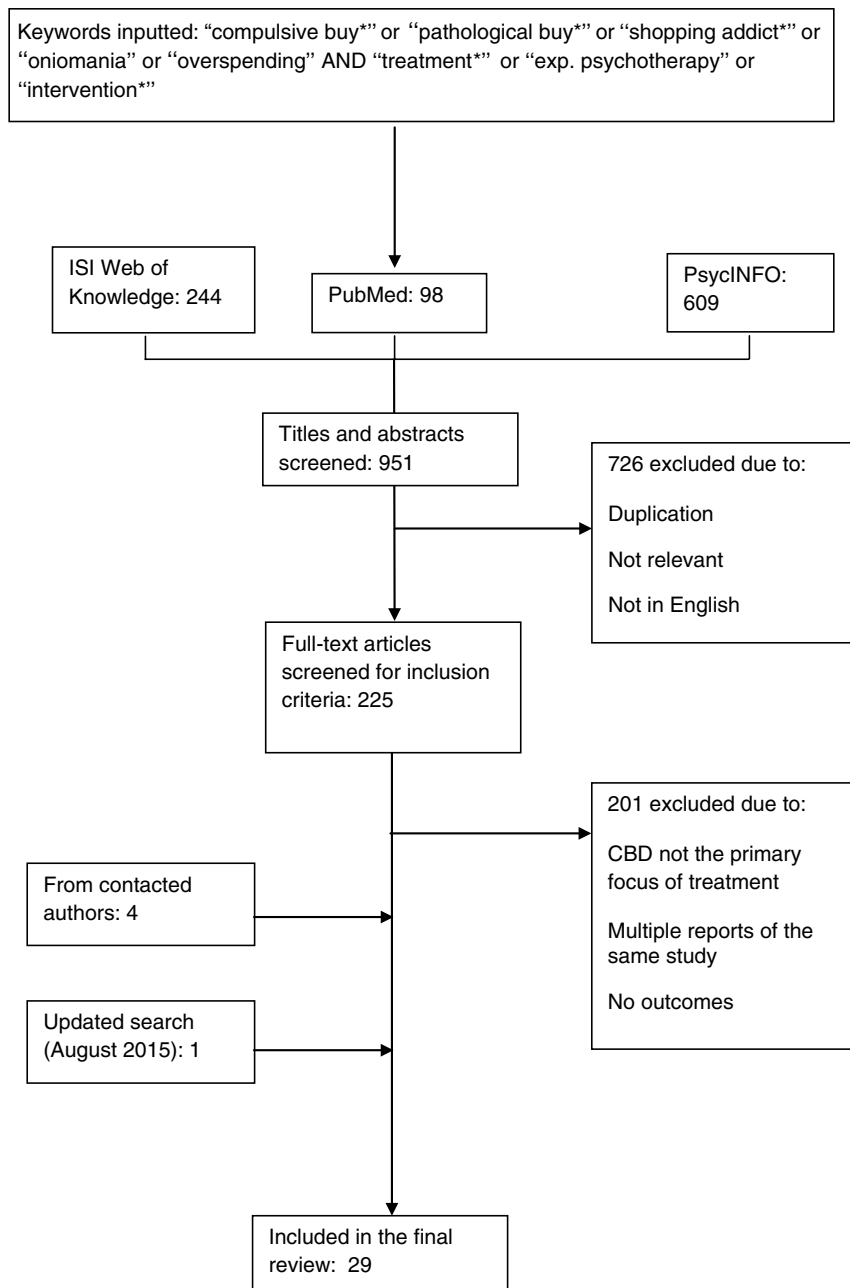 Keywords inputted: “compulsive buy*” or ‘‘pathological buy*” or ‘‘shopping addict*” or
‘‘oniomania” or ‘‘overspending” AND ‘‘treatment*” or ‘‘exp. psychotherapy” or
‘‘intervention*”
ISI Web of
Knowledge: 244
PubMed: 98
PsycINFO:
609
Titles and abstracts
screened: 951
726 excluded due to:
Duplication
Not relevant
Not in English
Full-text articles
screened for inclusion
criteria: 225
201 excluded due to:
CBD not the primary
focus of treatment
Multiple reports of the
same study
No outcomes
From contacted
authors: 4
Updated search
(August 2015): 1
Included in the final
review: 29